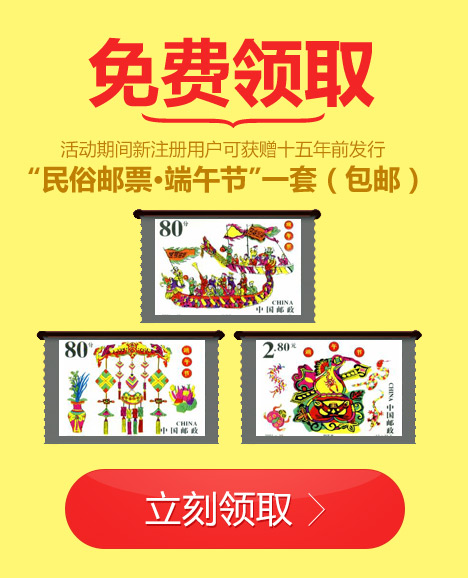 免费领取
活动期间新注册用户可获赠十五年前发行
“民俗邮票·端午节”一套（包邮）
80分
端午节
CHINA
中国邮政
80分
端午节
CHINA
中国邮政
2.80元
端午节
CHINA
中国邮政
立刻领取